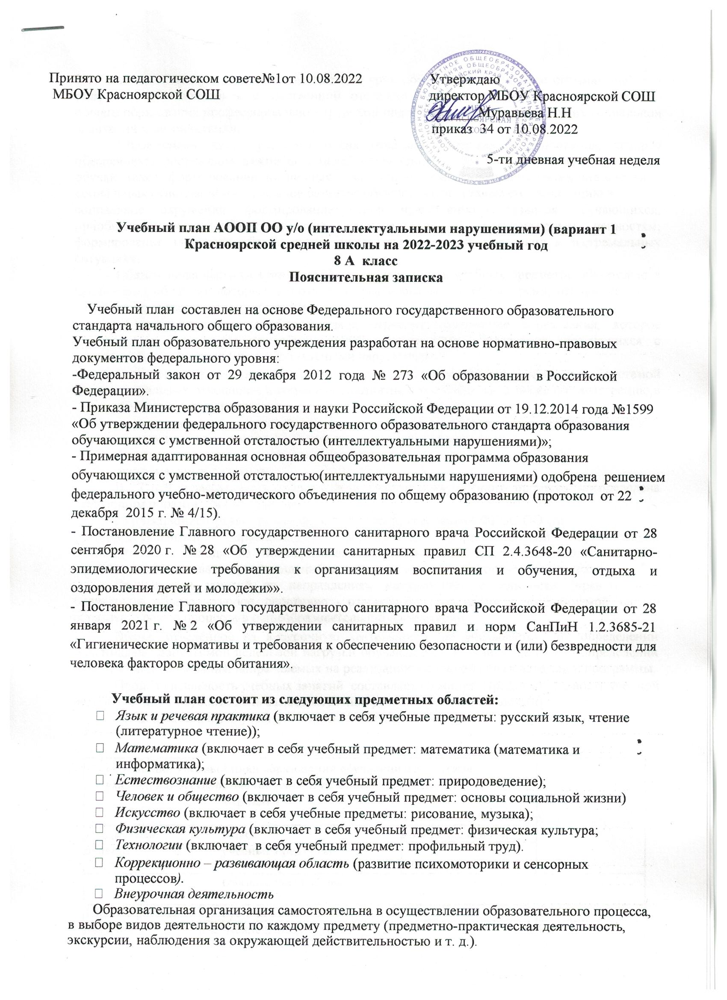 Принято на педагогическом совете№1от 10.08.2022
МБОУ Красноярской СОШ
Утверждаю
директор МБОУ Красноярской СОШ
Муравьева Н.Н
приказ 34 от 10.08.2022
5-ти дневная учебная неделя
Учебный план АООП ОО у/о (интеллектуальными нарушениями) (вариант 1
Красноярской средней школы на 2022-2023 учебный год
8 А класс
Пояснительная записка
Учебный план составлен на основе Федерального государственного образовательного
стандарта начального общего образования.
Учебный план образовательного учреждения разработан на основе нормативно-правовых
документов федерального уровня:
-Федеральный закон от 29 декабря 2012 года № 273 «Об образовании в Российской
Федерации».
- Приказа Министерства образования и науки Российской Федерации от 19.12.2014 года №1599
«Об утверждении федерального государственного образовательного стандарта образования
обучающихся с умственной отсталостью (интеллектуальными нарушениями)»;
- Примерная адаптированная основная общеобразовательная программа образования
обучающихся с умственной отсталостью(интеллектуальными нарушениями) одобрена решением
федерального учебно-методического объединения по общему образованию (протокол от 22
декабря 2015 г. № 4/15).
- Постановление Главного государственного санитарного врача Российской Федерации от 28
сентября 2020 г. № 28 «Об утверждении санитарных правил СП 2.4.3648-20 «Санитарно-
эпидемиологические требования к организациям воспитания и обучения, отдыха и
оздоровления детей и молодежи»».
- Постановление Главного государственного санитарного врача Российской Федерации от 28
января 2021 г. № 2 «Об утверждении санитарных правил и норм СанПиН 1.2.3685-21
«Гигиенические нормативы и требования к обеспечению безопасности и (или) безвредности для
человека факторов среды обитания».
Учебный план состоит из следующих предметных областей:
Язык и речевая практика (включает в себя учебные предметы: русский язык, чтение
(литературное чтение));
Математика (включает в себя учебный предмет: математика (математика и
информатика);
Естествознание (включает в себя учебный предмет: природоведение);
Человек и общество (включает в себя учебный предмет: основы социальной жизни)
Искусство (включает в себя учебные предметы: рисование, музыка);
Физическая культура (включает в себя учебный предмет: физическая культура;
Технологии (включает в себя учебный предмет: профильный труд).
Коррекционно – развивающая область (развитие психомоторики и сенсорных
процессов).
Внеурочная деятельность
Образовательная организация самостоятельна в осуществлении образовательного процесса,
в выборе видов деятельности по каждому предмету (предметно-практическая деятельность,
экскурсии, наблюдения за окружающей действительностью и т. д.).